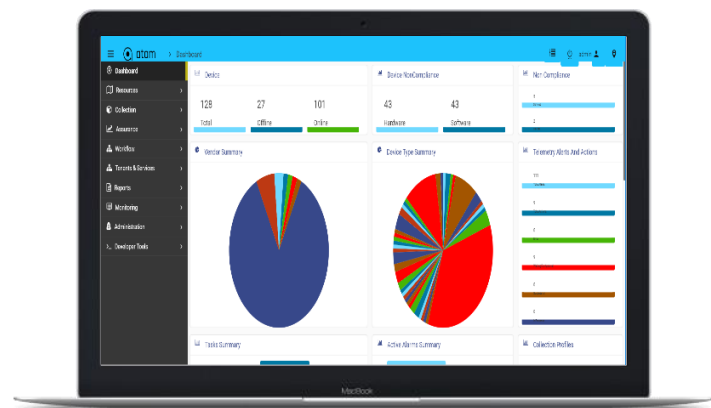 atom > Dashboard admin
Dashboard
Resources
Collection
Assurance
Workflow
Tenants & Services
Reports
Monitoring
Administration
Developer Tools
Device
128 27 101
Total Offline Online
Device NonCompliance
43 43
Hardware Software
Non Compliance
Vendor Summary
Device Type Summary
Telemetry Alerts And Actions
Tasks Summary
Active Alarms Summary
Collection Profiles
MacBook